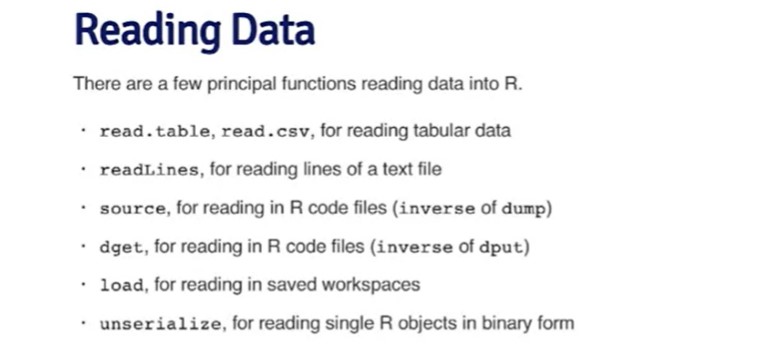 Reading Data
There are a few principal functions reading data into R.
· read.table, read.csv, for reading tabular data
· readLines, for reading lines of a text file
· source, for reading in R code files (inverse of dump)
· dget, for reading in R code files (inverse of dput)
· load, for reading in saved workspaces
· unserialize, for reading single R objects in binary form